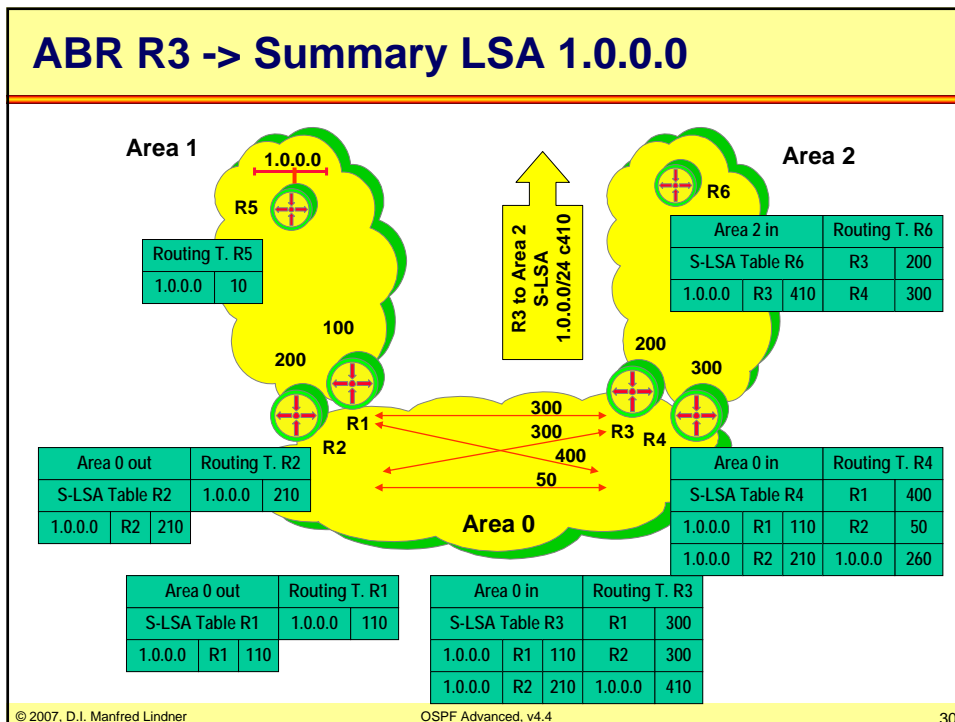 ABR R3 -> Summary LSA 1.0.0.0
Area 1
1.0.0.0
R5
Routing T. R5
1.0.0.0 10
100
200
R1
R2
R3 to Area 2
S-LSA
1.0.0.0/24 c410
Area 2
R6
Area 2 in Routing T. R6
S-LSA Table R6 R3 200
1.0.0.0 R3 410 R4 300
200
300
R3
R4
300
300
400
50
Area 0
Area 0 out Routing T. R2
S-LSA Table R2 1.0.0.0 210
1.0.0.0 R2 210
Area 0 in Routing T. R4
S-LSA Table R4 R1 400
1.0.0.0 R1 110 R2 50
1.0.0.0 R2 210 1.0.0.0 260
Area 0 out Routing T. R1
S-LSA Table R1 1.0.0.0 110
1.0.0.0 R1 110
Area 0 in Routing T. R3
S-LSA Table R3 R1 300
1.0.0.0 R1 110 R2 300
1.0.0.0 R2 210 1.0.0.0 410
© 2007, D.I. Manfred Lindner
OSPF Advanced, v4.4
30